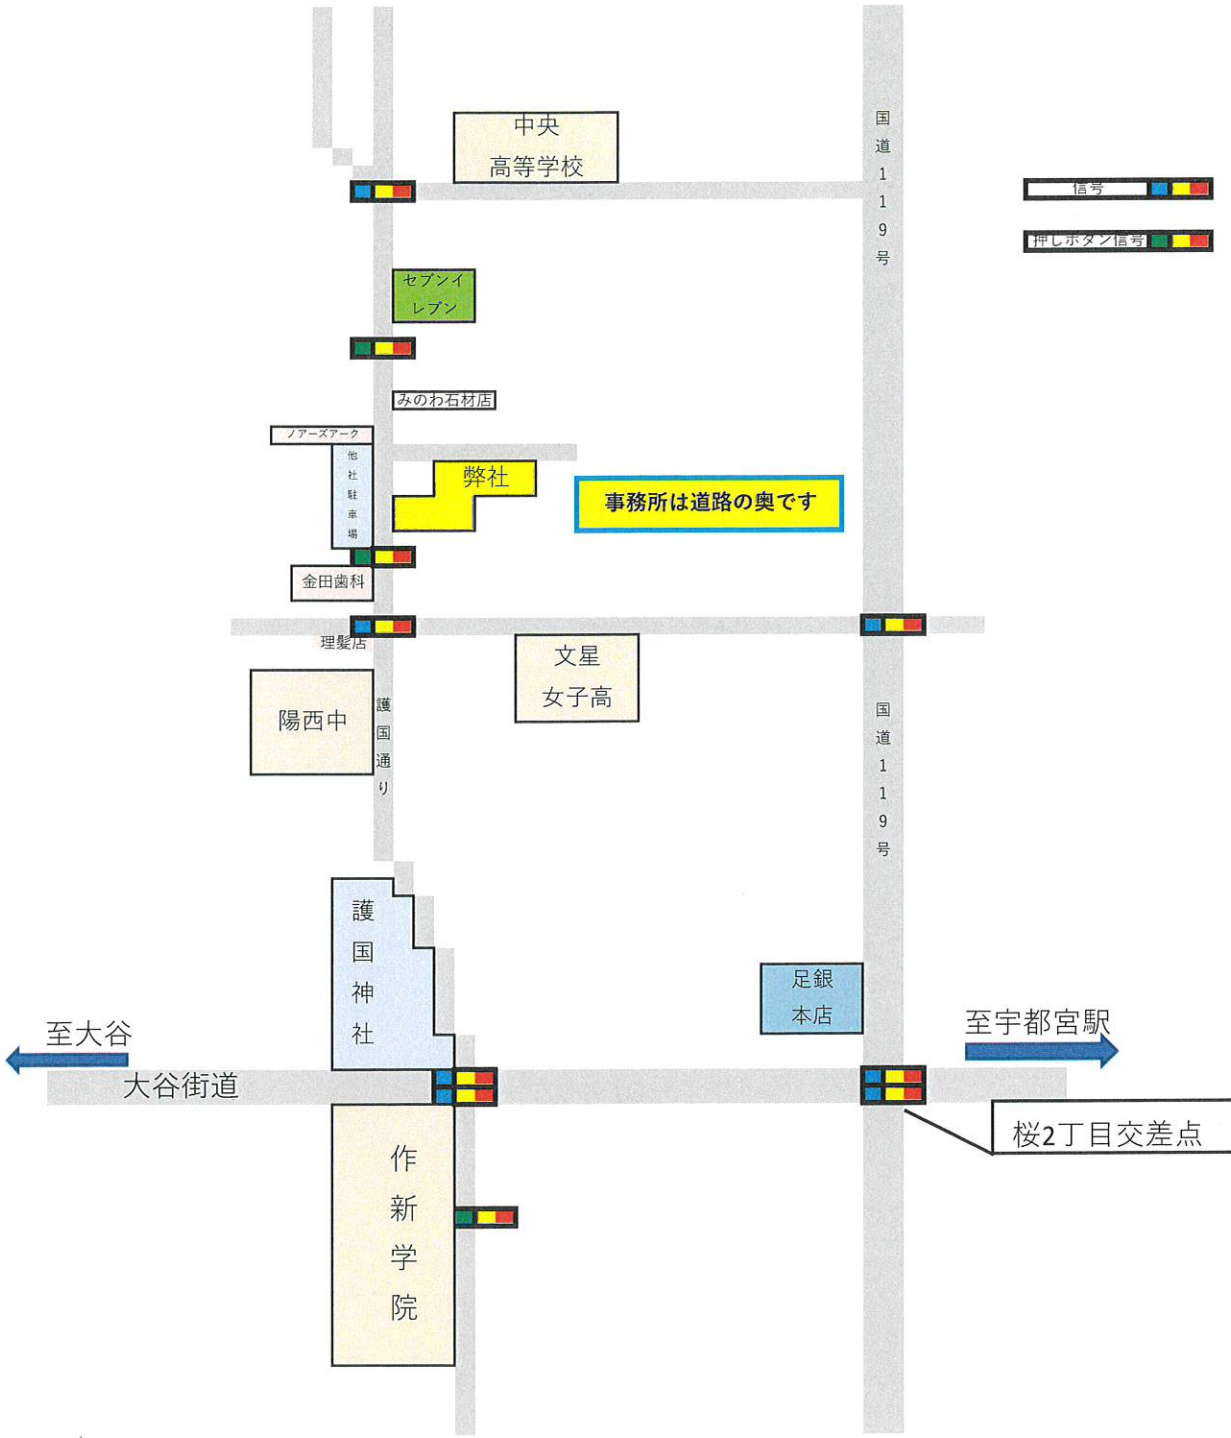 中央
高等学校
国道119号
信号
押しボタン信号
セブンイ
レブン
みのわ石材店
ノアーズアーク
他社駐車場
弊社
事務所は道路の奥です
金田歯科
理髪店
文星
女子高
陽西中
護国通り
国道119号
護国神社
足銀
本店
至大谷
至宇都宮駅
大谷街道
桜2丁目交差点
作新学院